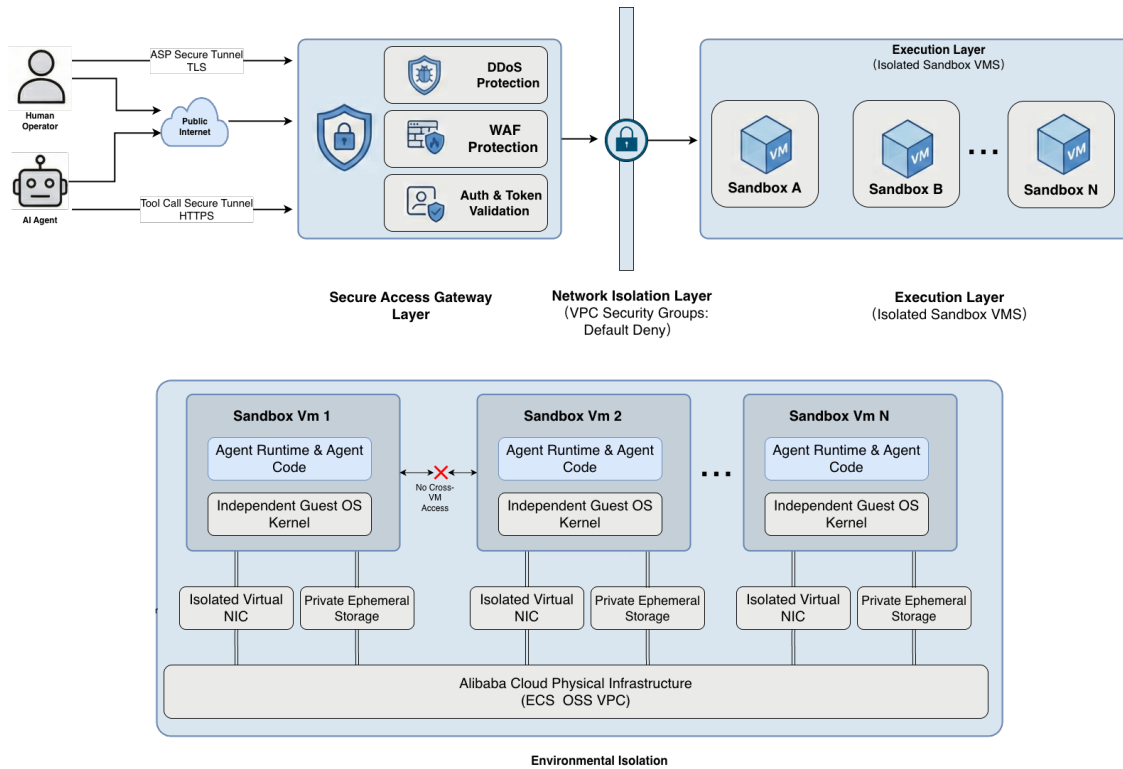 ASP Secure Tunnel
TLS
Human
Operator
Public
Internet
AI Agent
Tool Call Secure Tunnel
HTTPS
DDoS
Protection
WAF
Protection
Auth & Token
Validation
Execution Layer
(Isolated Sandbox VMS)
VM
Sandbox A
VM
Sandbox B
VM
Sandbox N
Secure Access Gateway
Layer
Network Isolation Layer
(VPC Security Groups:
Default Deny)
Execution Layer
(Isolated Sandbox VMS)
Sandbox Vm 1
Agent Runtime & Agent
Code
Independent Guest OS
Kernel
No Cross-
VM
Access
Sandbox Vm 2
Agent Runtime & Agent
Code
Independent Guest OS
Kernel
Sandbox Vm N
Agent Runtime & Agent
Code
Independent Guest OS
Kernel
Isolated Virtual
NIC
Private Ephemeral
Storage
Isolated Virtual
NIC
Private Ephemeral
Storage
Isolated Virtual
NIC
Private Ephemeral
Storage
Alibaba Cloud Physical Infrastructure
(ECS OSS VPC)
Environmental Isolation